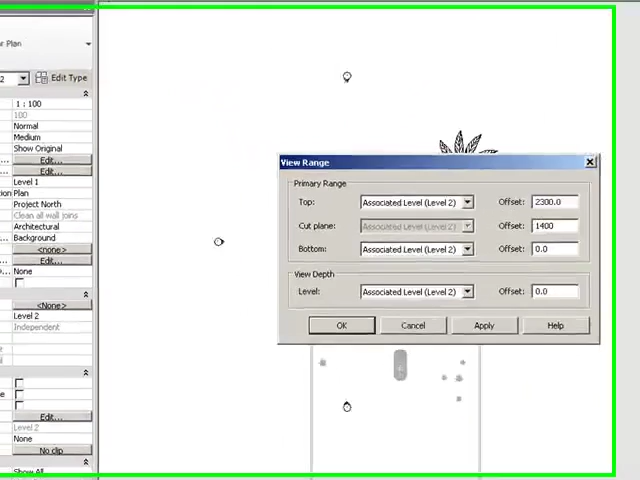 r Plan
2
Edit Type
1 : 100
100
Normal
Medium
Show Original
Edit...
Edit...
Level 1
Plan
Project North
Clean all wall joins
Architectural
Background
<none>
Edit...
None
<None>
Level 2
Independent
Edit...
Level 2
None
No clip
Show All
View Range
Primary Range
Top: Associated Level (Level 2) Offset: 2300.0
Cut plane: Associated Level (Level 2) Offset: 1400
Bottom: Associated Level (Level 2) Offset: 0.0
View Depth
Level: Associated Level (Level 2) Offset: 0.0
OK Cancel Apply Help